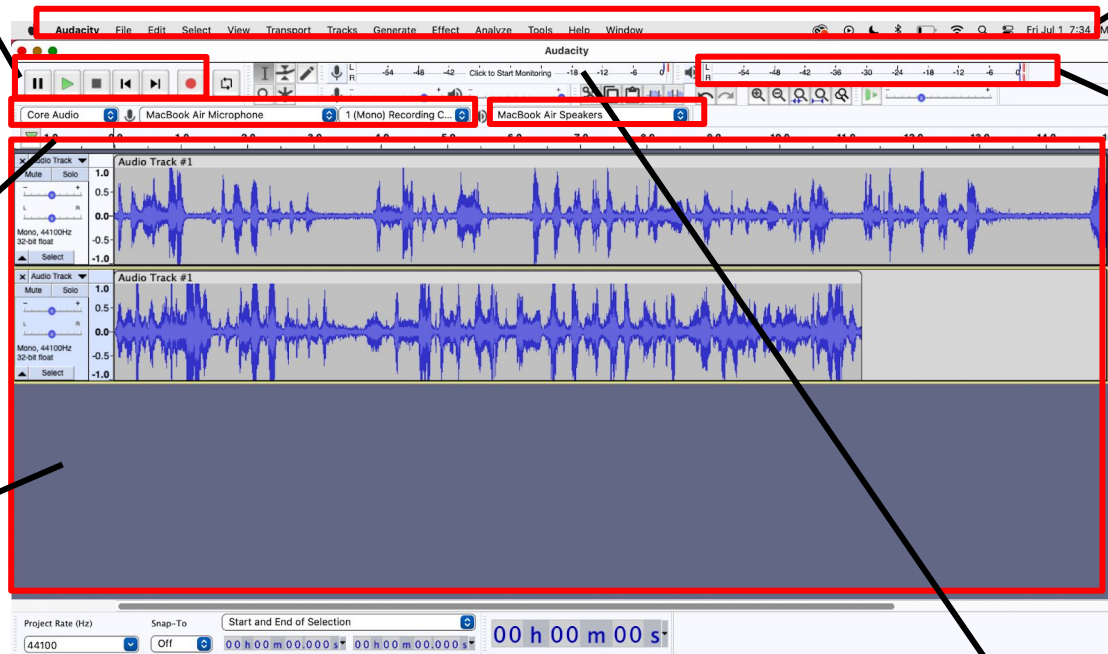 Audacity File Edit Select View Transport Tracks Generate Effect Analyze Tools Help Window Fri Jul 1 7:34
Audacity
L
R -54 -48 -42 Click to Start Monitoring -18 -12 -6 0
L
R -54 -48 -42 -36 -30 -24 -18 -12 -6 0
Core Audio MacBook Air Microphone 1 (Mono) Recording C... MacBook Air Speakers
1.0 0.0 1.0 2.0 3.0 4.0 5.0 6.0 7.0 8.0 9.0 10.0 11.0 12.0 13.0 14.0
× Audio Track Audio Track #1
Mute Solo 1.0
- + 0.5
L R 0.0
Mono, 44100Hz
32-bit float -0.5
Select -1.0
× Audio Track Audio Track #1
Mute Solo 1.0
- + 0.5
L R 0.0
Mono, 44100Hz
32-bit float -0.5
Select -1.0
Project Rate (Hz) Snap-To Start and End of Selection
44100 Off 00 h 00 m 00.000 s 00 h 00 m 00.000 s 00 h 00 m 00 s